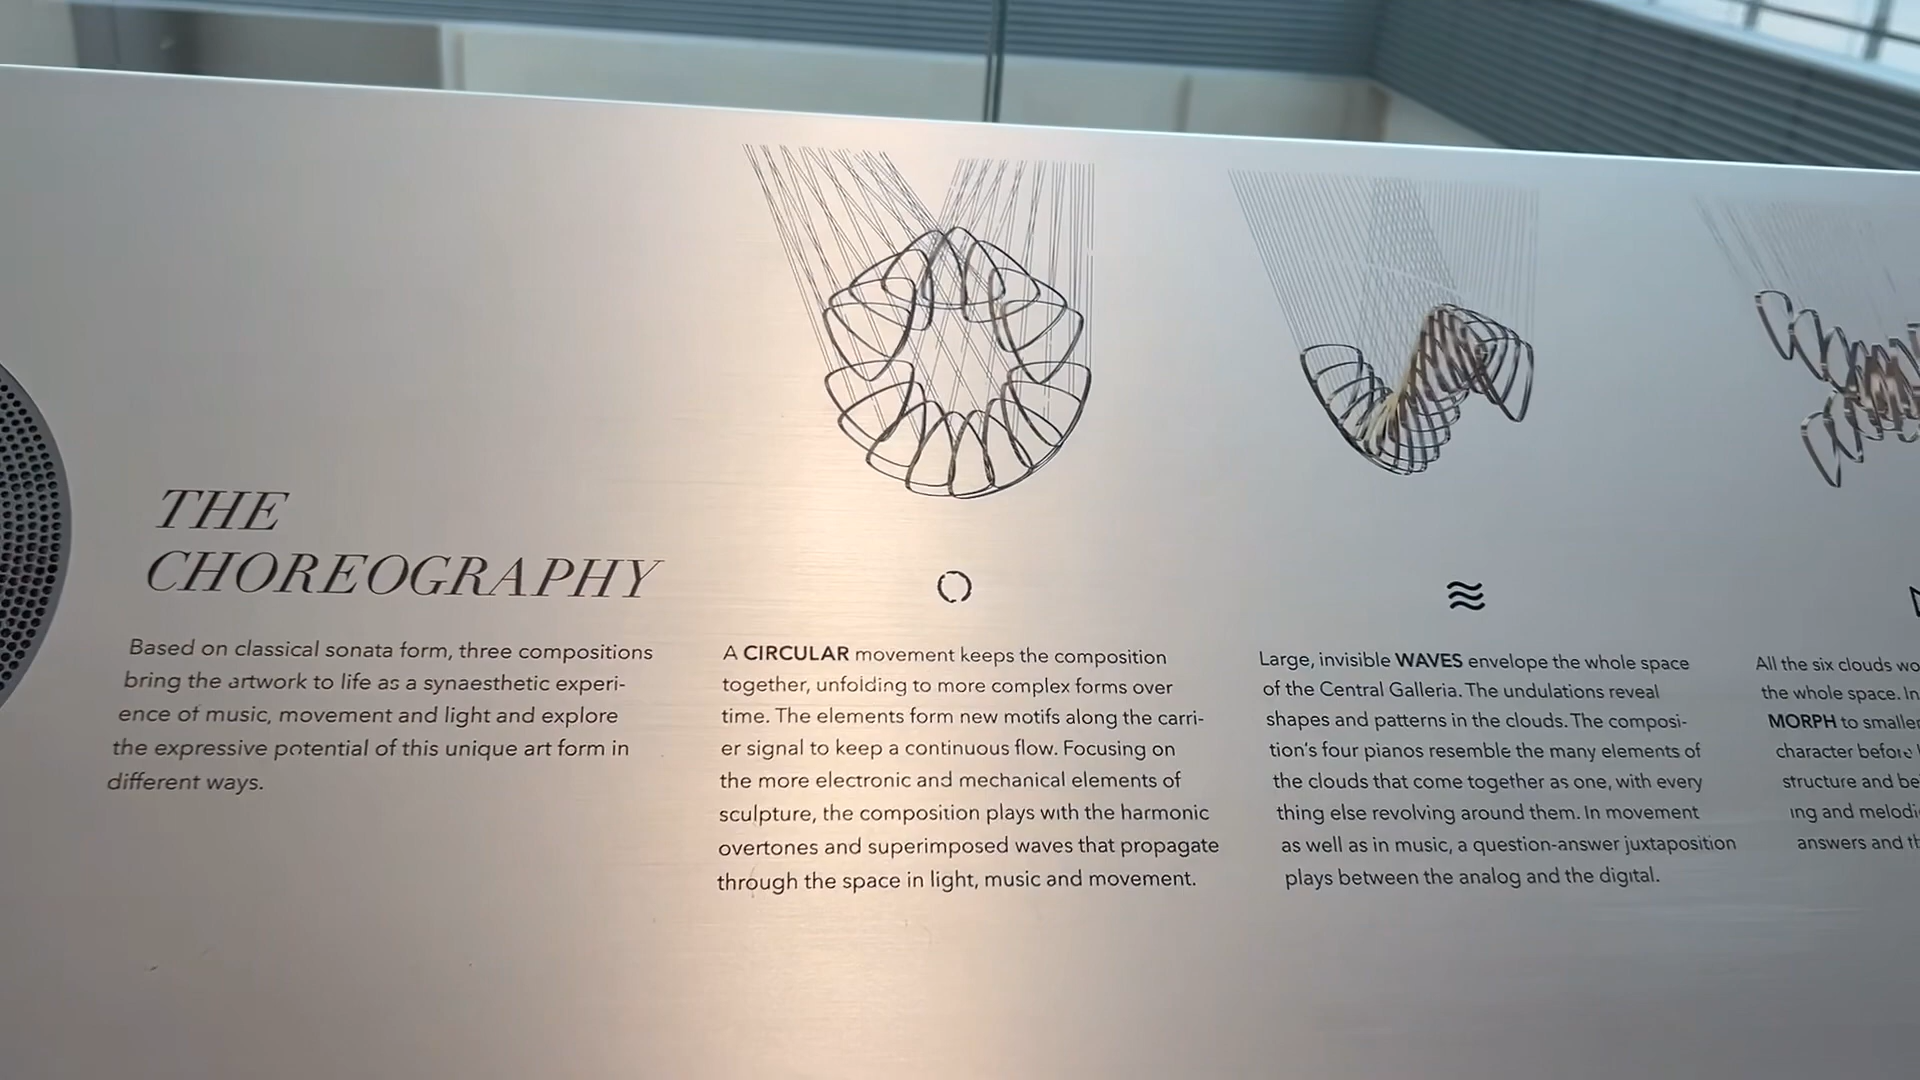 THE
CHOREOGRAPHY
Based on classical sonata form, three compositions
bring the artwork to life as a synaesthetic experi-
ence of music, movement and light and explore
the expressive potential of this unique art form in
different ways.
A CIRCULAR movement keeps the composition
together, unfolding to more complex forms over
time. The elements form new motifs along the carri-
er signal to keep a continuous flow. Focusing on
the more electronic and mechanical elements of
sculpture, the composition plays with the harmonic
overtones and superimposed waves that propagate
through the space in light, music and movement.
Large, invisible WAVES envelope the whole space
of the Central Galleria. The undulations reveal
shapes and patterns in the clouds. The composi-
tion's four pianos resemble the many elements of
the clouds that come together as one, with every
thing else revolving around them. In movement
as well as in music, a question-answer juxtaposition
plays between the analog and the digital.
All the six clouds
the whole space. In
MORPH to smaller
character before
structure and
ing and
answers and